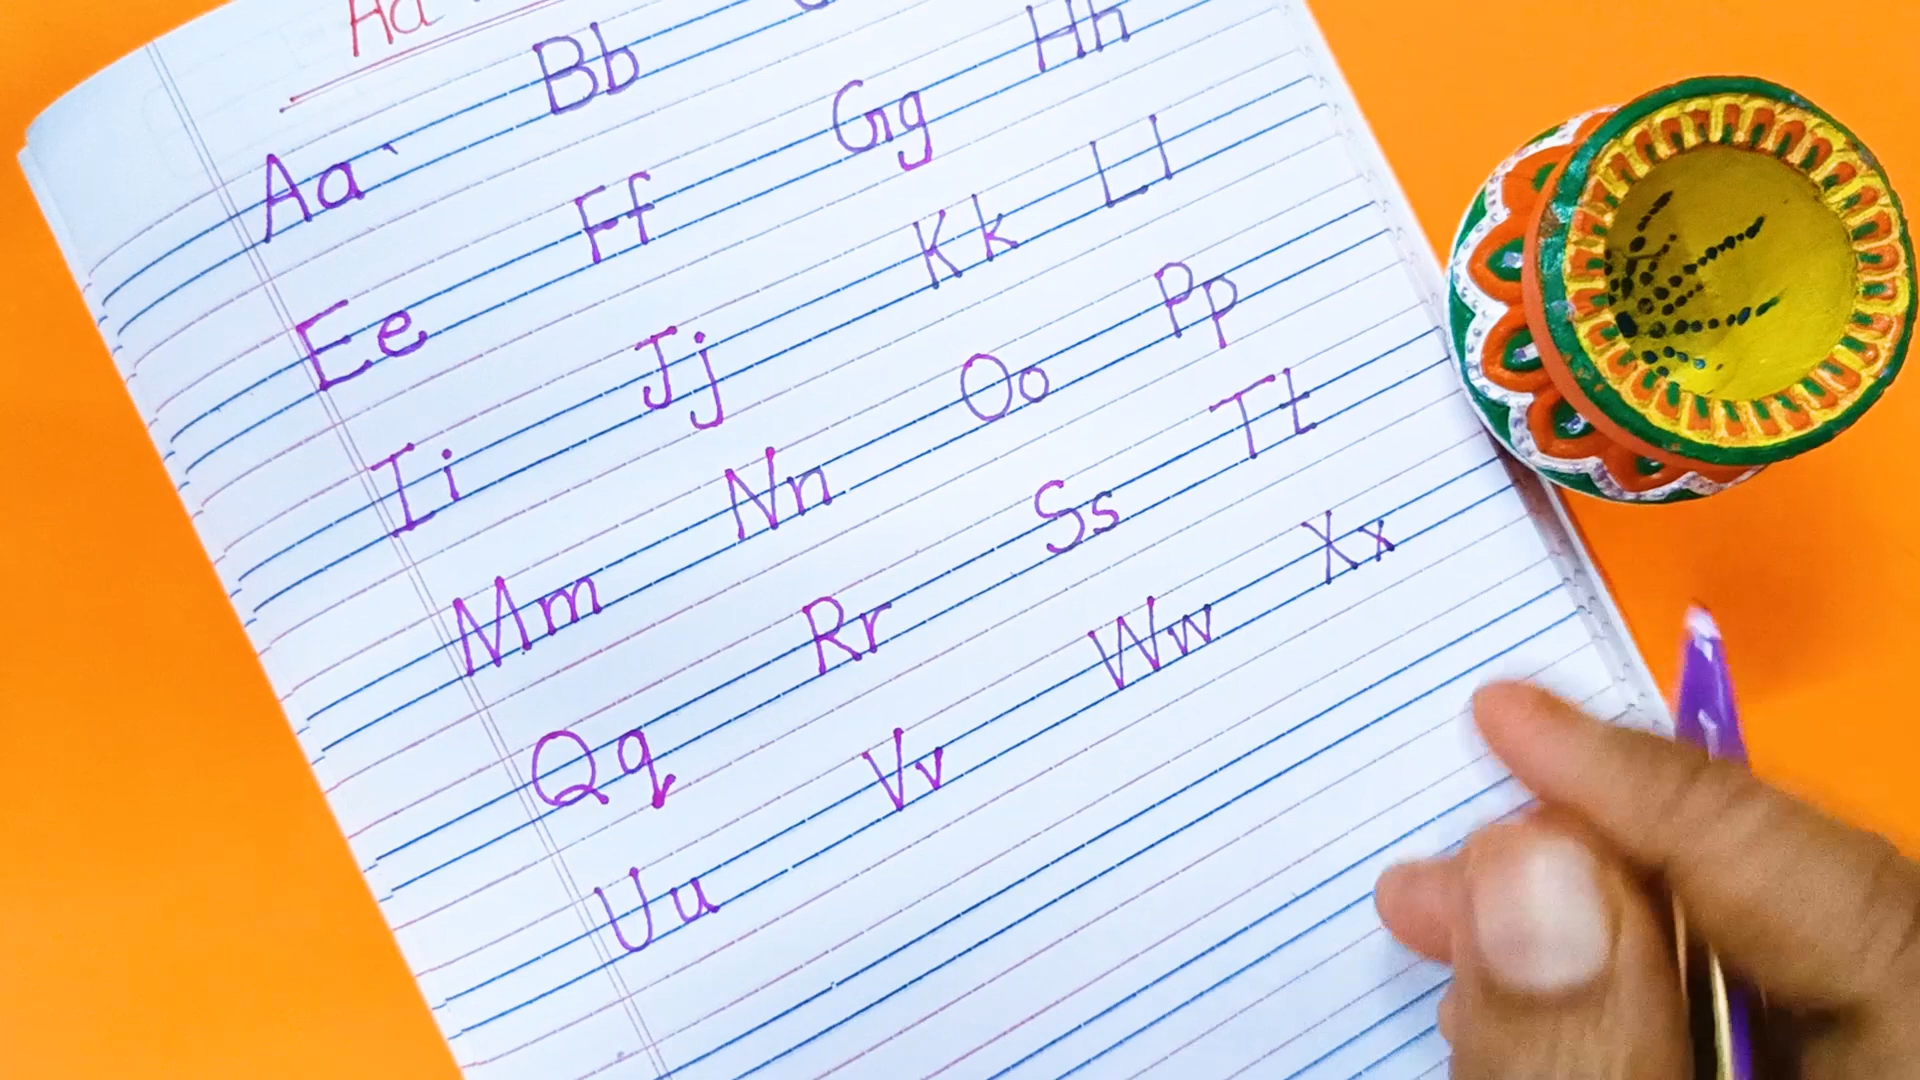 Aa
Aa Bb
Ee Ff Gg Hh
Ii Jj Kk Ll
Mm Nn Oo Pp
Qq Rr Ss Tt
Uu Vv Ww Xx